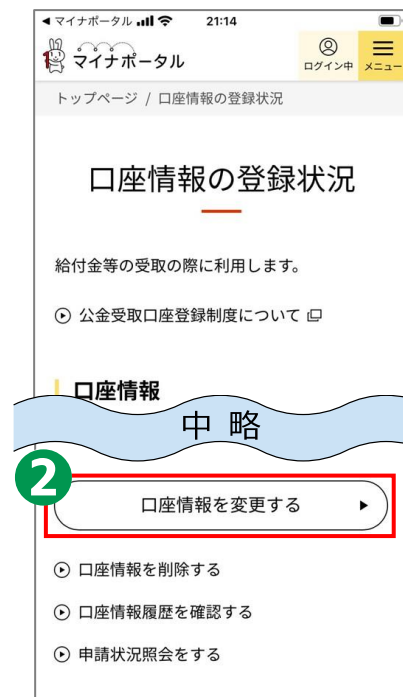 ◀ マイナポータル 21:14
マイナポータル
ログイン中 メニュー
トップページ / 口座情報の登録状況
口座情報の登録状況
給付金等の受取の際に利用します。
公金受取口座登録制度について
口座情報
中 略
2
口座情報を変更する
口座情報を削除する
口座情報履歴を確認する
申請状況照会をする